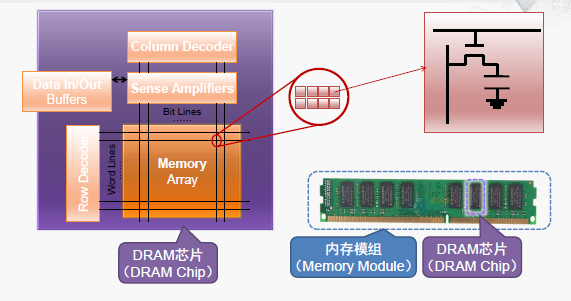 Column Decoder
Data In/Out
Buffers
Sense Amplifiers
Bit Lines
......
Row Decoder
Word Lines
......
Memory
Array
DRAM芯片
（DRAM Chip）
内存模组
（Memory Module）
DRAM芯片
（DRAM Chip）